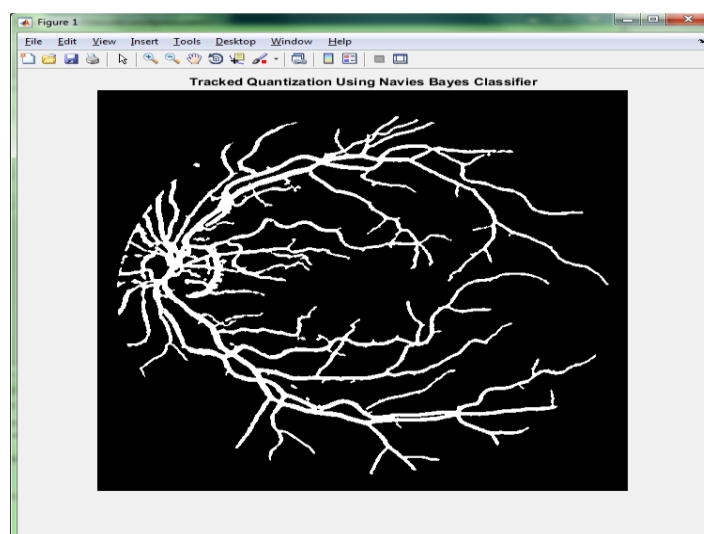 Figure 1
File Edit View Insert Tools Desktop Window Help
Tracked Quantization Using Navies Bayes Classifier